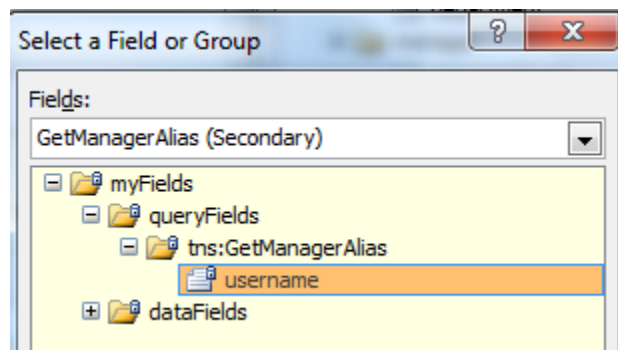 Select a Field or Group
?
X
Fields:
GetManagerAlias (Secondary)
myFields
queryFields
tns:GetManagerAlias
username
dataFields